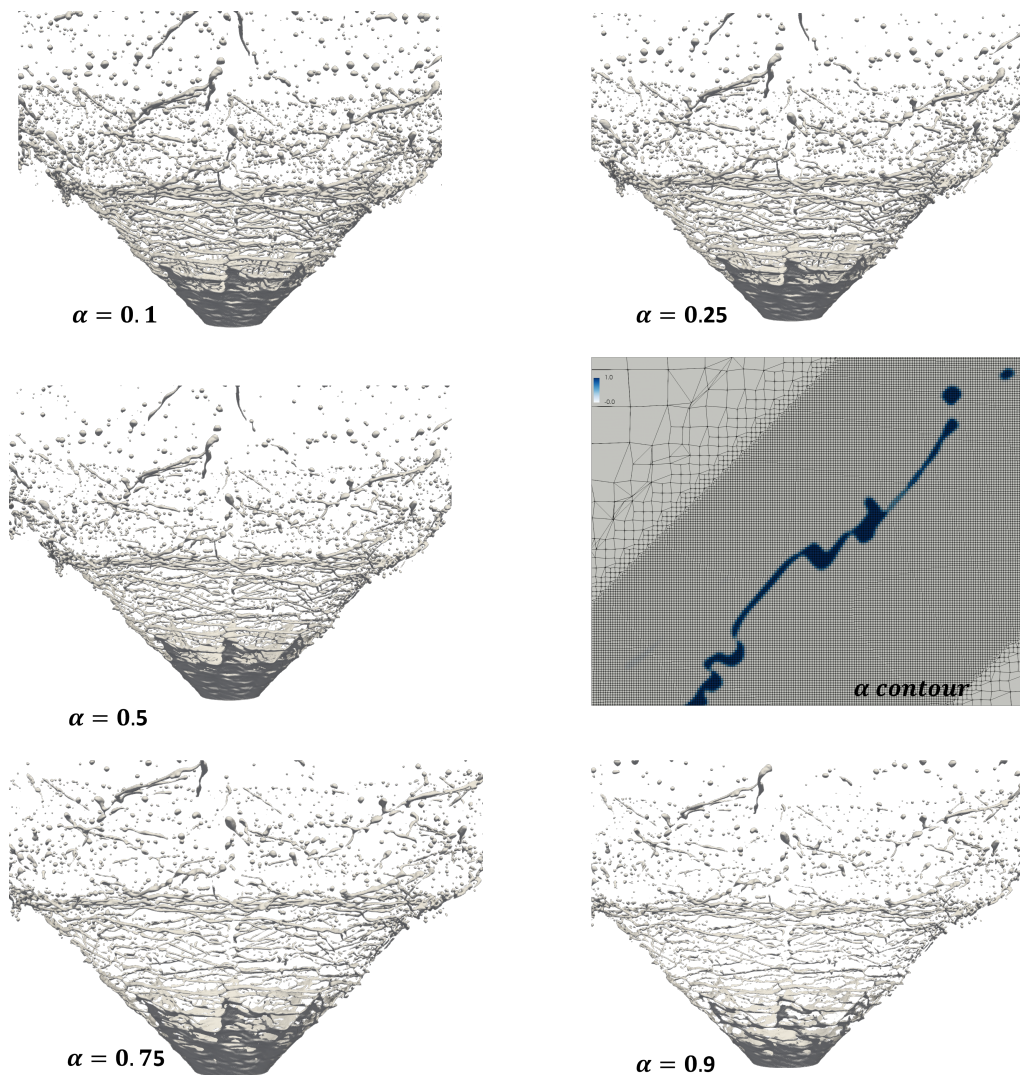 α = 0.1
α = 0.25
1.0
-0.0
α contour
α = 0.5
α = 0.75
α = 0.9